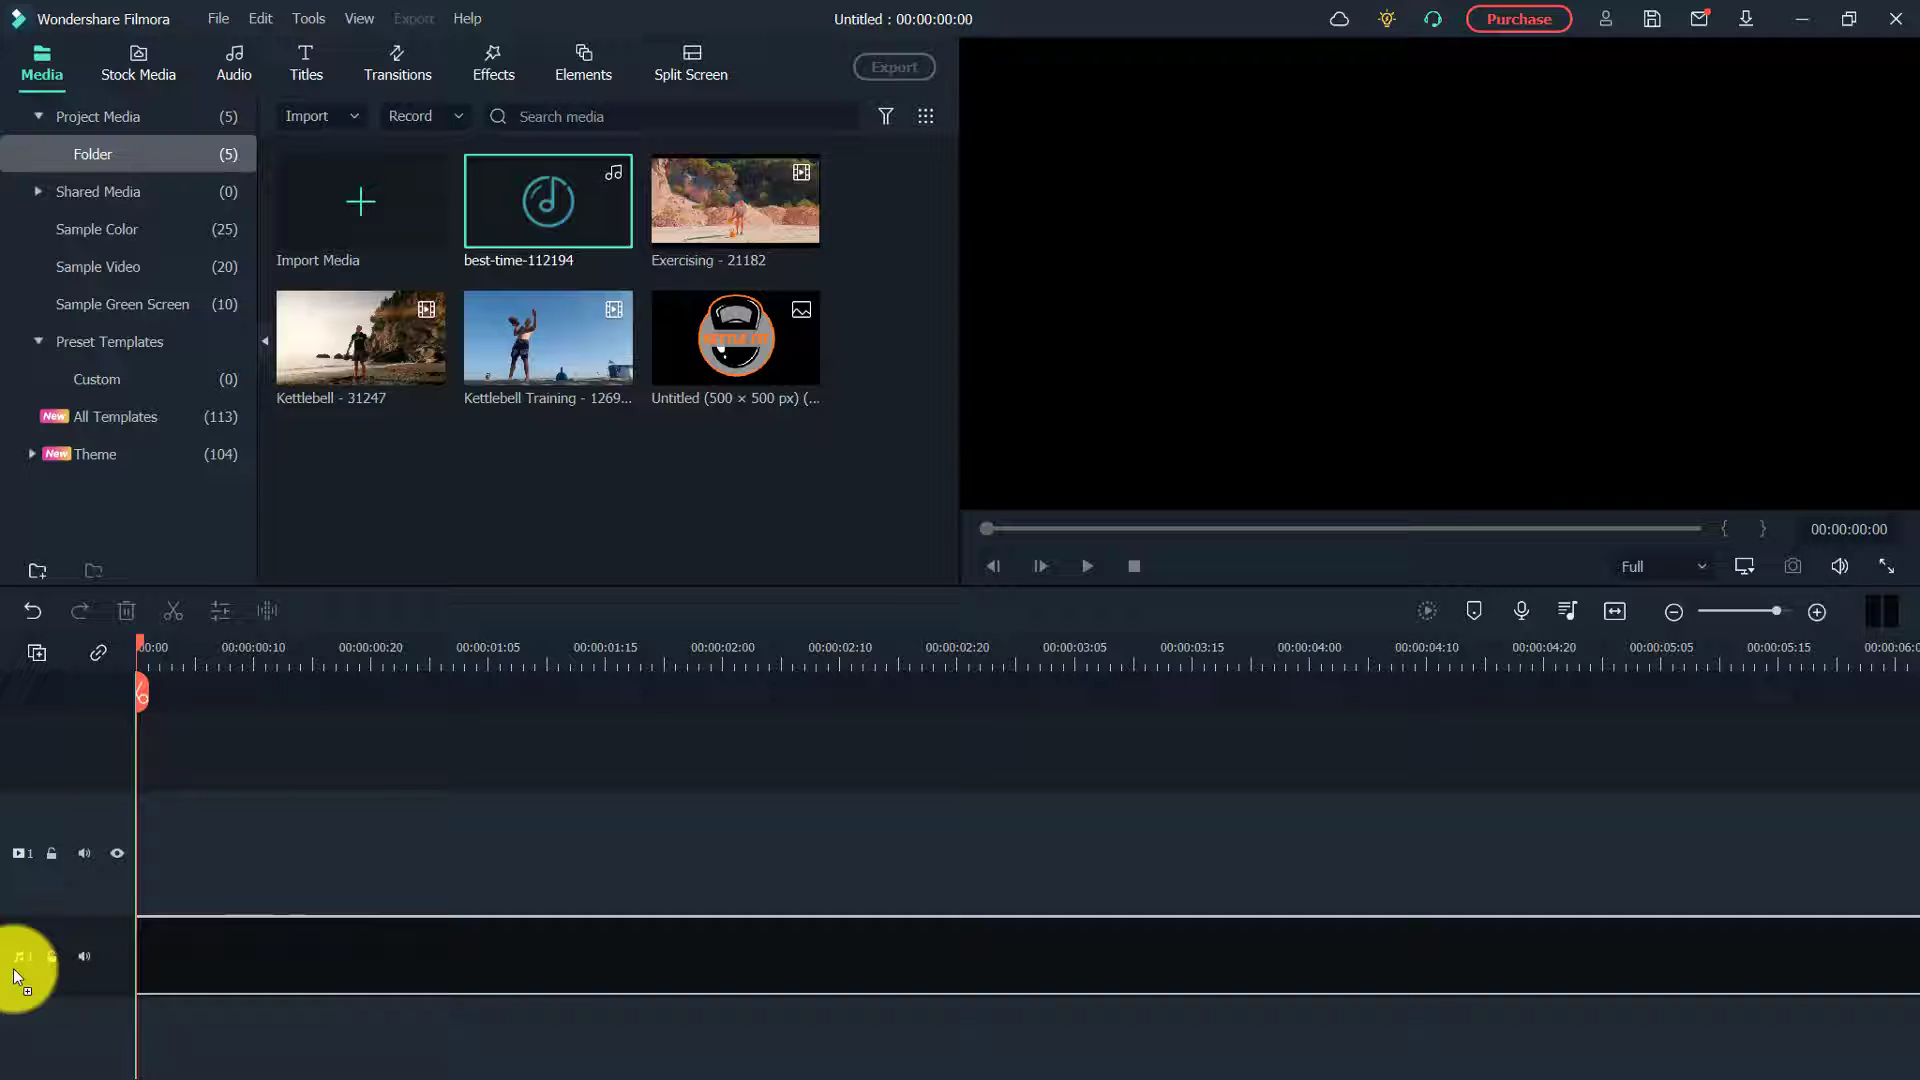 Wondershare Filmora
File
Edit
Tools
View
Export
Help
Untitled : 00:00:00:00
Purchase
Media
Stock Media
Audio
Titles
Transitions
Effects
Elements
Split Screen
Export
Project Media (5)
Folder (5)
Shared Media (0)
Sample Color (25)
Sample Video (20)
Sample Green Screen (10)
Preset Templates
Custom (0)
New All Templates (113)
New Theme (104)
Import
Record
Search media
Import Media
best-time-112194
Exercising - 21182
Kettlebell - 31247
Kettlebell Training - 1269...
Untitled (500 × 500 px) (...
00:00:00:00
Full
00:00
00:00:00:10
00:00:00:20
00:00:01:05
00:00:01:15
00:00:02:00
00:00:02:10
00:00:02:20
00:00:03:05
00:00:03:15
00:00:04:00
00:00:04:10
00:00:04:20
00:00:05:05
00:00:05:15
00:00:06:0
1
1